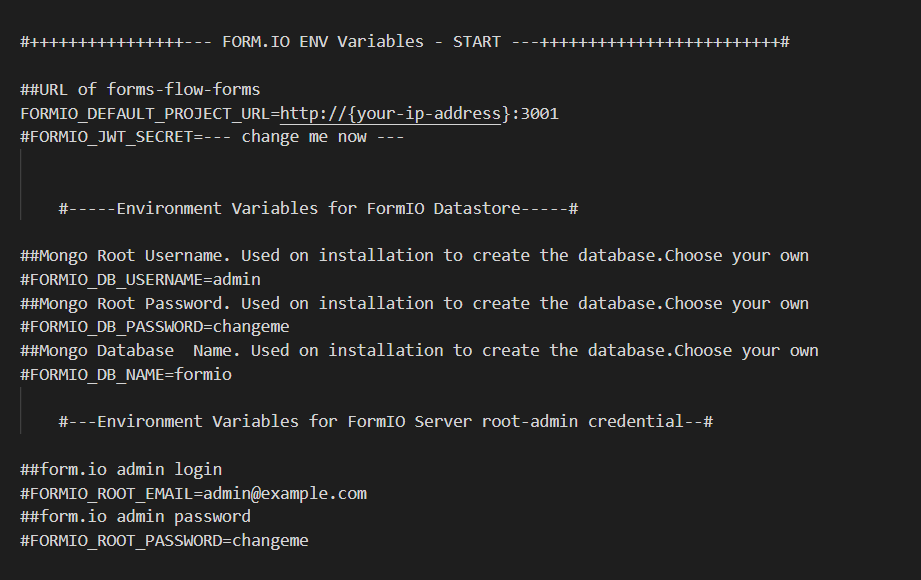 #++++++++++++++++--- FORM.IO ENV Variables - START ---+++++++++++++++++++++++++#
##URL of forms-flow-forms
FORMIO_DEFAULT_PROJECT_URL=http://{your-ip-address}:3001
#FORMIO_JWT_SECRET=--- change me now ---
#-----Environment Variables for FormIO Datastore-----#
##Mongo Root Username. Used on installation to create the database.Choose your own
#FORMIO_DB_USERNAME=admin
##Mongo Root Password. Used on installation to create the database.Choose your own
#FORMIO_DB_PASSWORD=changeme
##Mongo Database  Name. Used on installation to create the database.Choose your own
#FORMIO_DB_NAME=formio
#---Environment Variables for FormIO Server root-admin credential--#
##form.io admin login
#FORMIO_ROOT_EMAIL=admin@example.com
##form.io admin password
#FORMIO_ROOT_PASSWORD=changeme